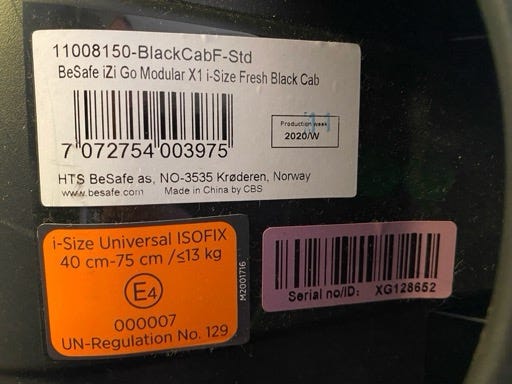 11008150-BlackCabF-Std
BeSafe iZi Go Modular X1 i-Size Fresh Black Cab
Production week
2020/W
7 072754 003975
HTS BeSafe as, NO-3535 Krøderen, Norway
www.besafe.com Made in China by CBS
i-Size Universal ISOFIX
40 cm-75 cm /≤13 kg
E4
000007
UN-Regulation No. 129
M2001716
Serial no/ID: XG128652